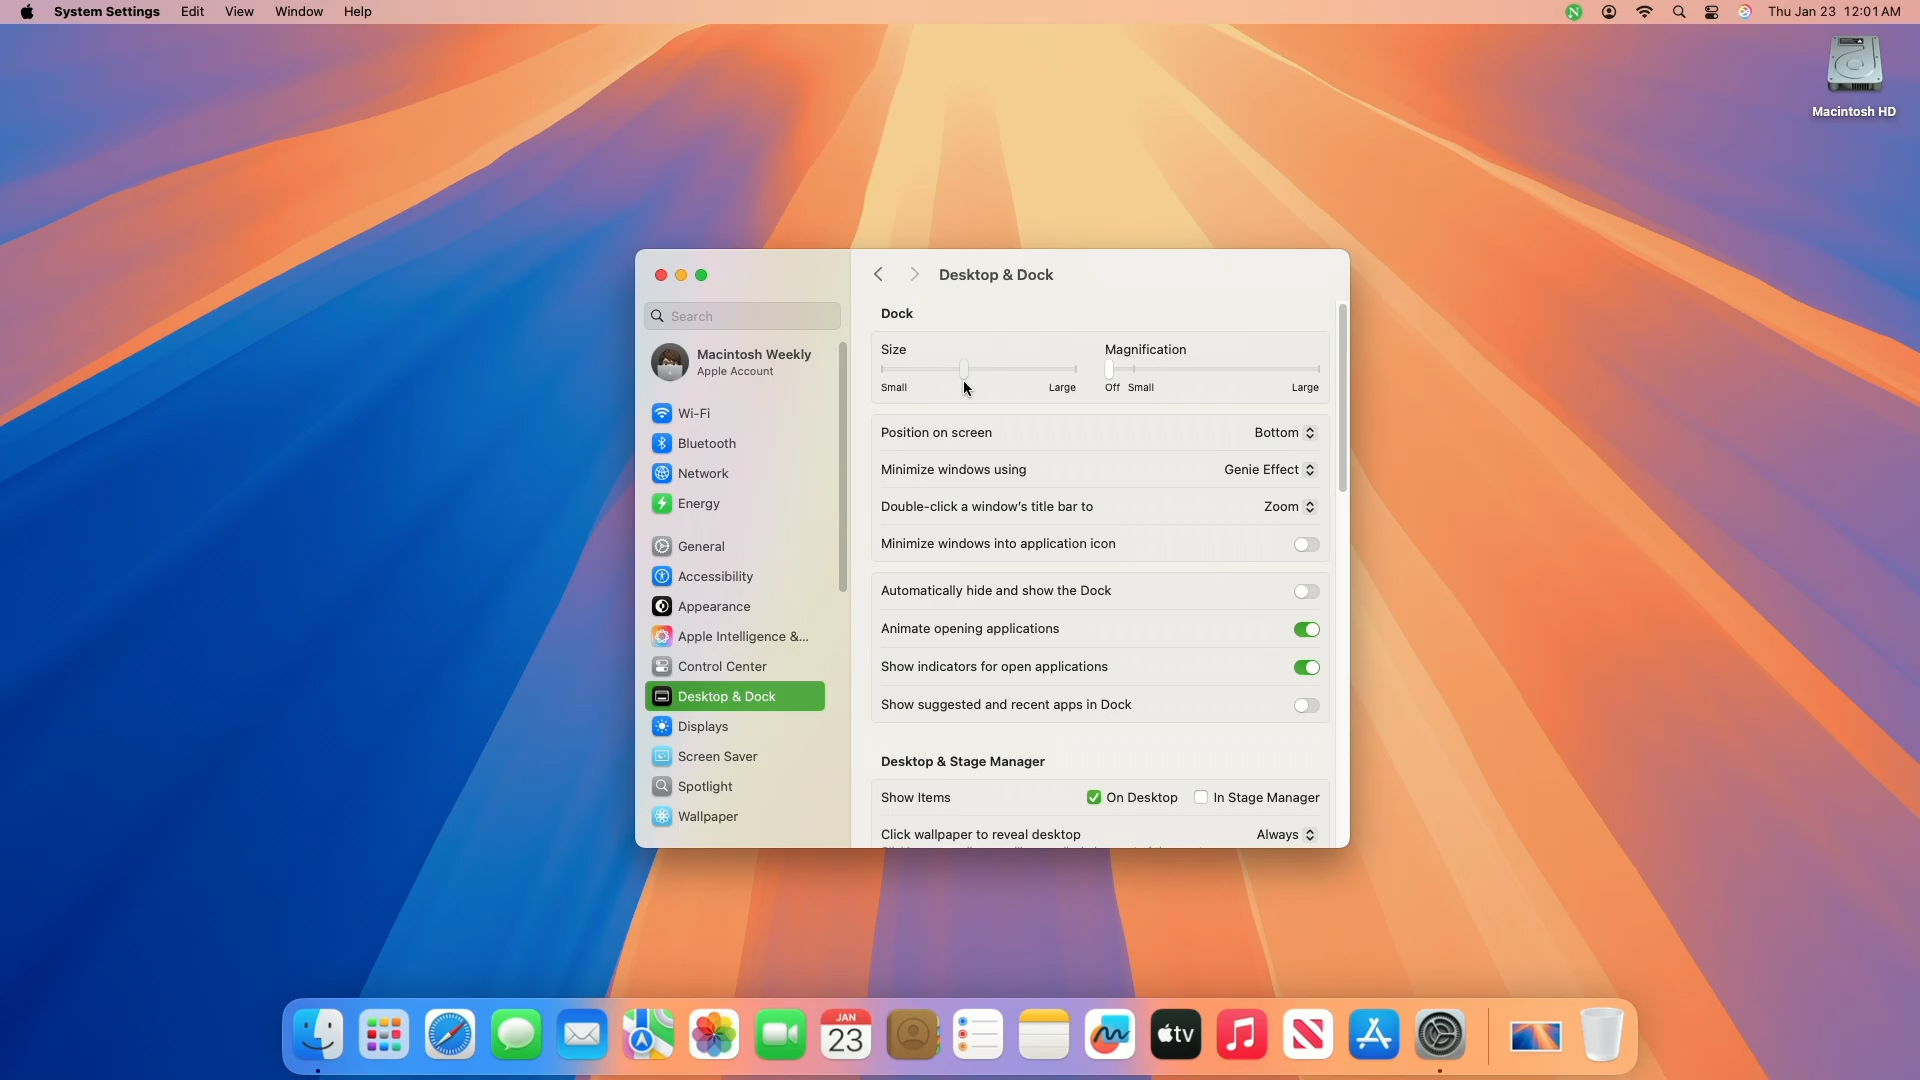 System Settings Edit View Window Help
N
Thu Jan 23 12:01 AM
Macintosh HD
Search
Macintosh Weekly
Apple Account
Wi-Fi
Bluetooth
Network
Energy
General
Accessibility
Appearance
Apple Intelligence &...
Control Center
Desktop & Dock
Displays
Screen Saver
Spotlight
Wallpaper
Desktop & Dock
Dock
Size
Magnification
Small
Large
Off
Small
Large
Position on screen
Bottom
Minimize windows using
Genie Effect
Double-click a window's title bar to
Zoom
Minimize windows into application icon
Automatically hide and show the Dock
Animate opening applications
Show indicators for open applications
Show suggested and recent apps in Dock
Desktop & Stage Manager
Show Items
On Desktop
In Stage Manager
Click wallpaper to reveal desktop
Always
JAN
23
tv